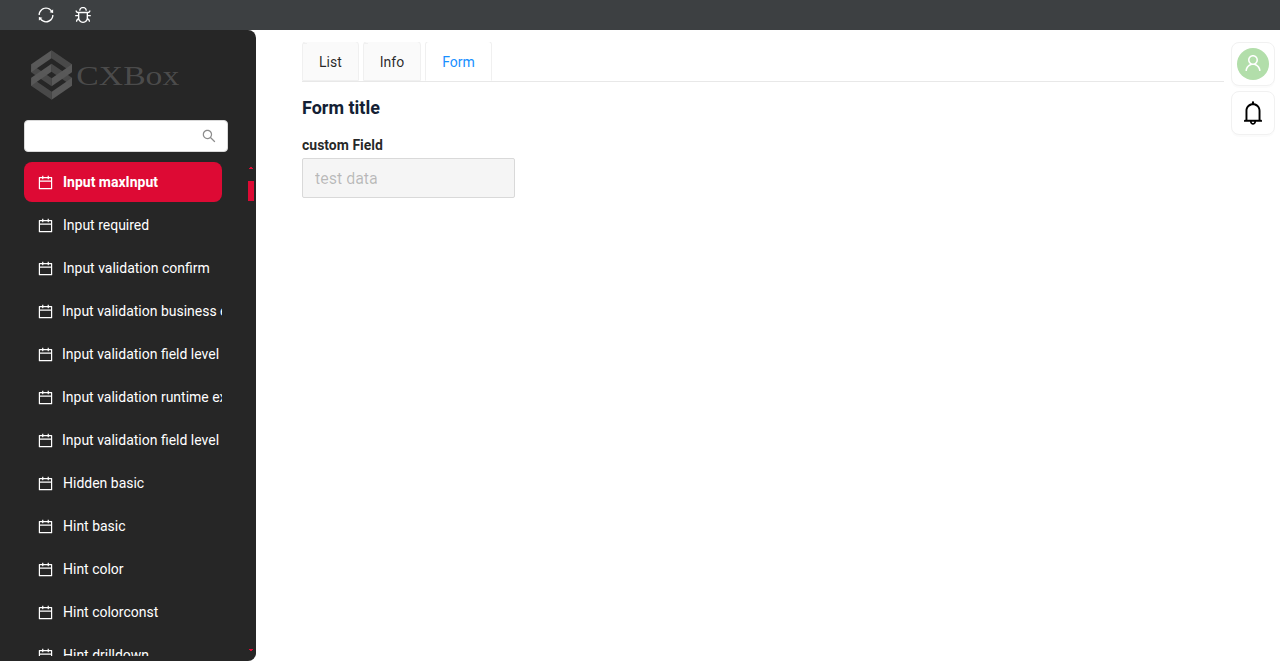 CXBox
List Info Form
Form title
custom Field
test data
Input maxInput
Input required
Input validation confirm
Input validation business
Input validation field level
Input validation runtime
Input validation field level
Hidden basic
Hint basic
Hint color
Hint colorconst
Hint drilldown